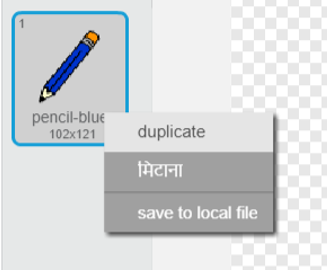 1
pencil-blue
102x121
duplicate
मिटाना
save to local file